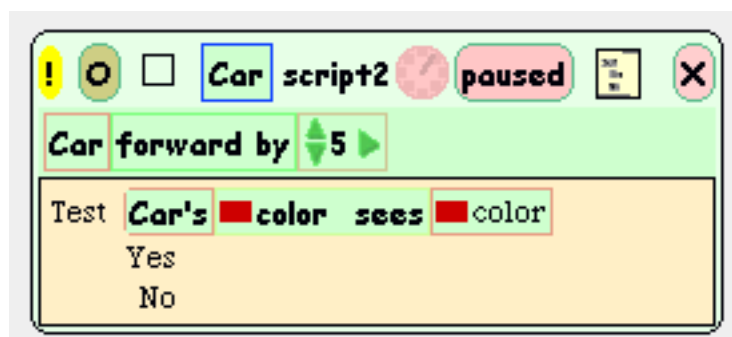 ! O Car script2 paused ×
Car forward by 5
Test Car's color sees color
Yes
No